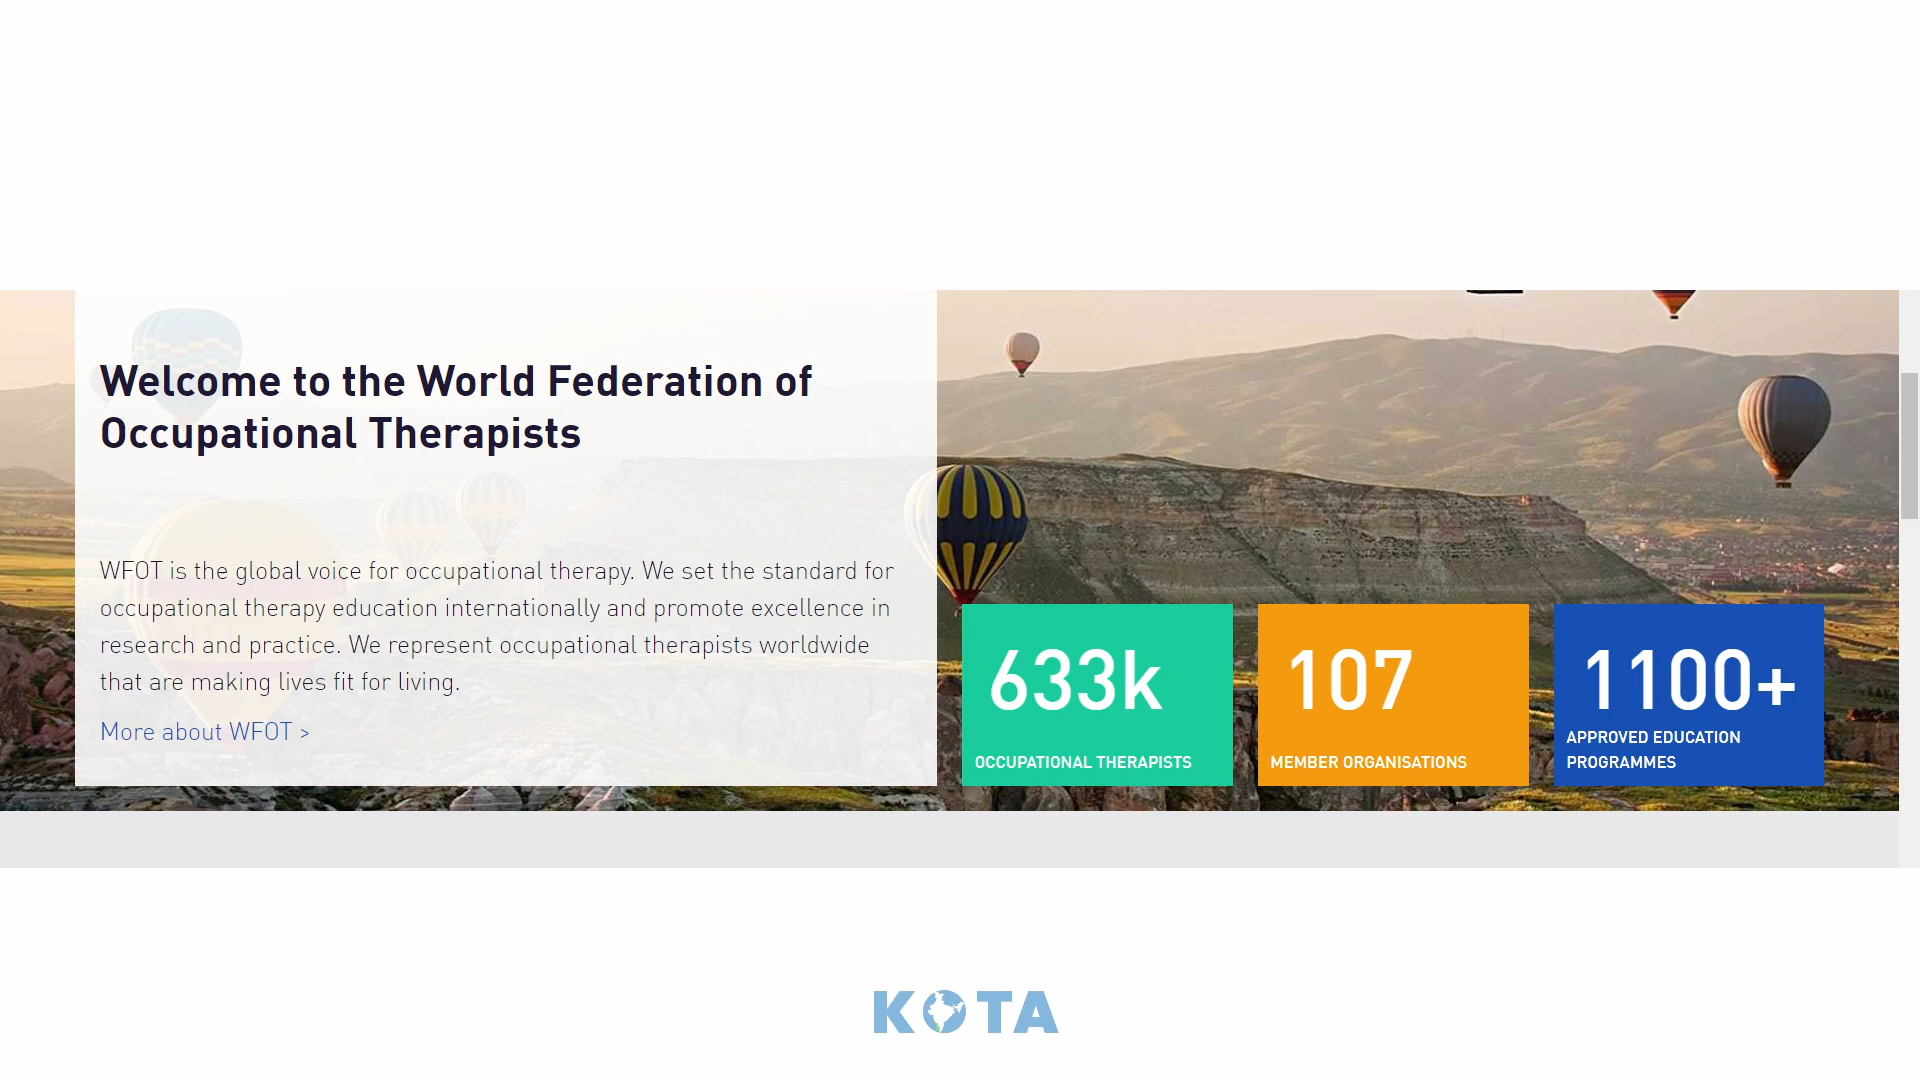 Welcome to the World Federation of
Occupational Therapists
WFOT is the global voice for occupational therapy. We set the standard for
occupational therapy education internationally and promote excellence in
research and practice. We represent occupational therapists worldwide
that are making lives fit for living.
More about WFOT >
633k
OCCUPATIONAL THERAPISTS
107
MEMBER ORGANISATIONS
1100+
APPROVED EDUCATION
PROGRAMMES
KOTA